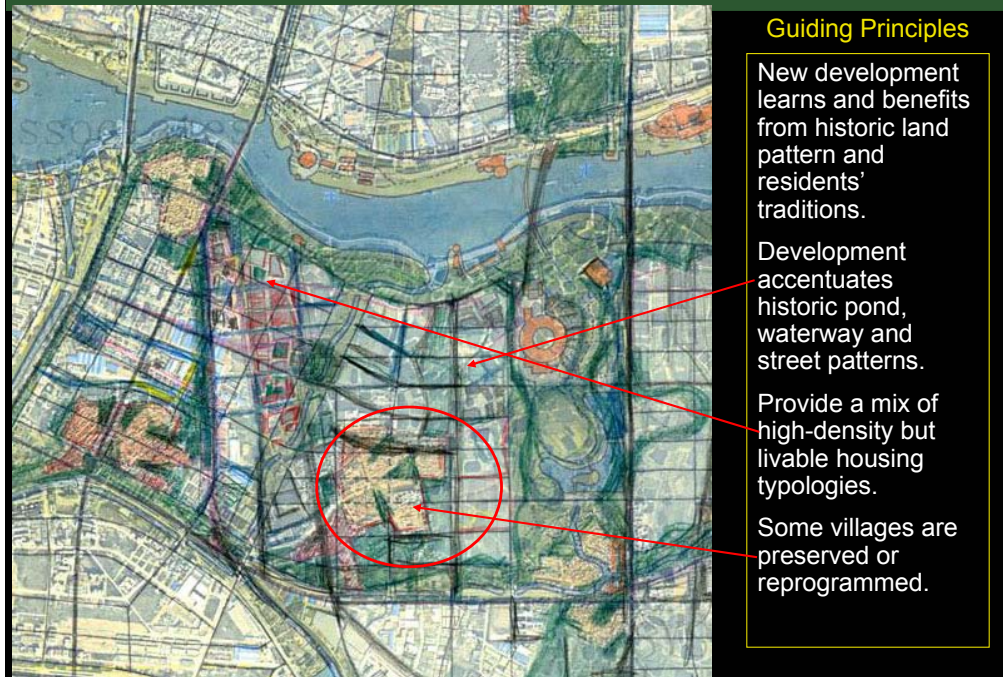 Guiding Principles
New development
learns and benefits
from historic land
pattern and
residents’
traditions.
Development
accentuates
historic pond,
waterway and
street patterns.
Provide a mix of
high-density but
livable housing
typologies.
Some villages are
preserved or
reprogrammed.